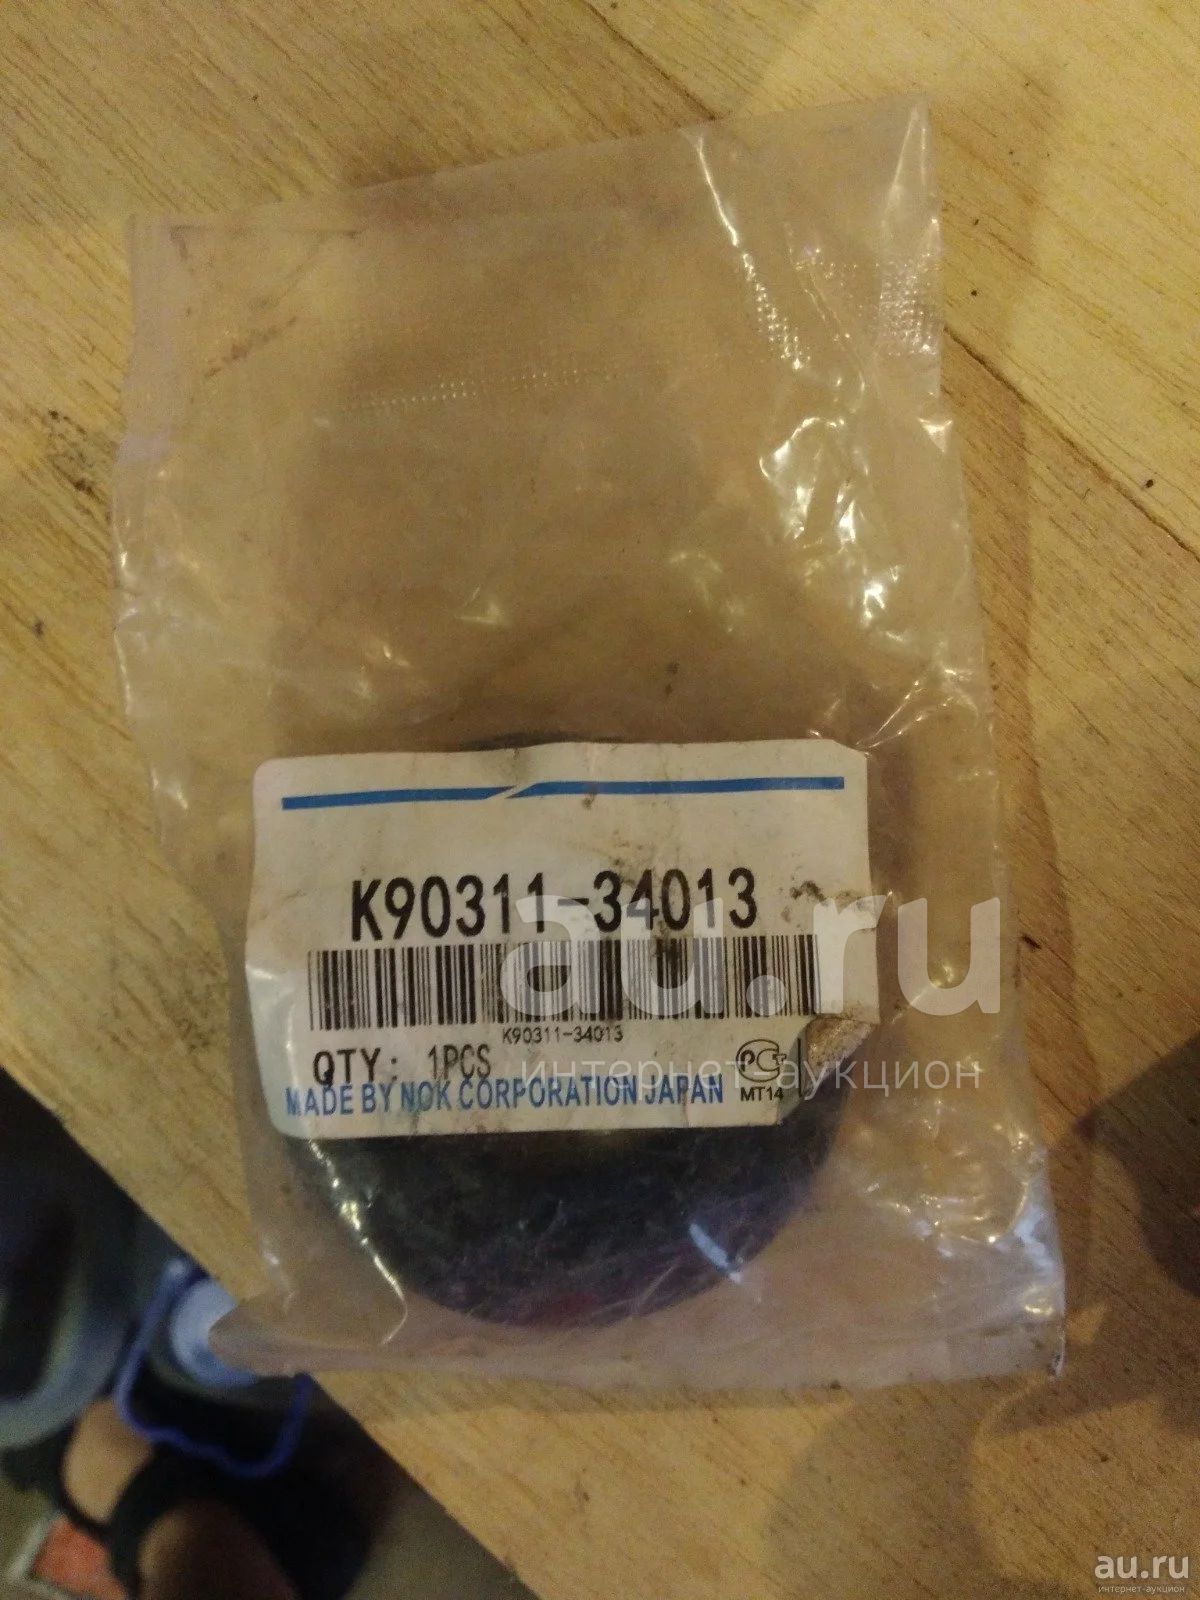 K90311-34013
K90311-34013
QTY: 1PCS
MADE BY NOK CORPORATION JAPAN
РСТ
MT14
au.ru
интернет-аукцион
au.ru
интернет-аукцион